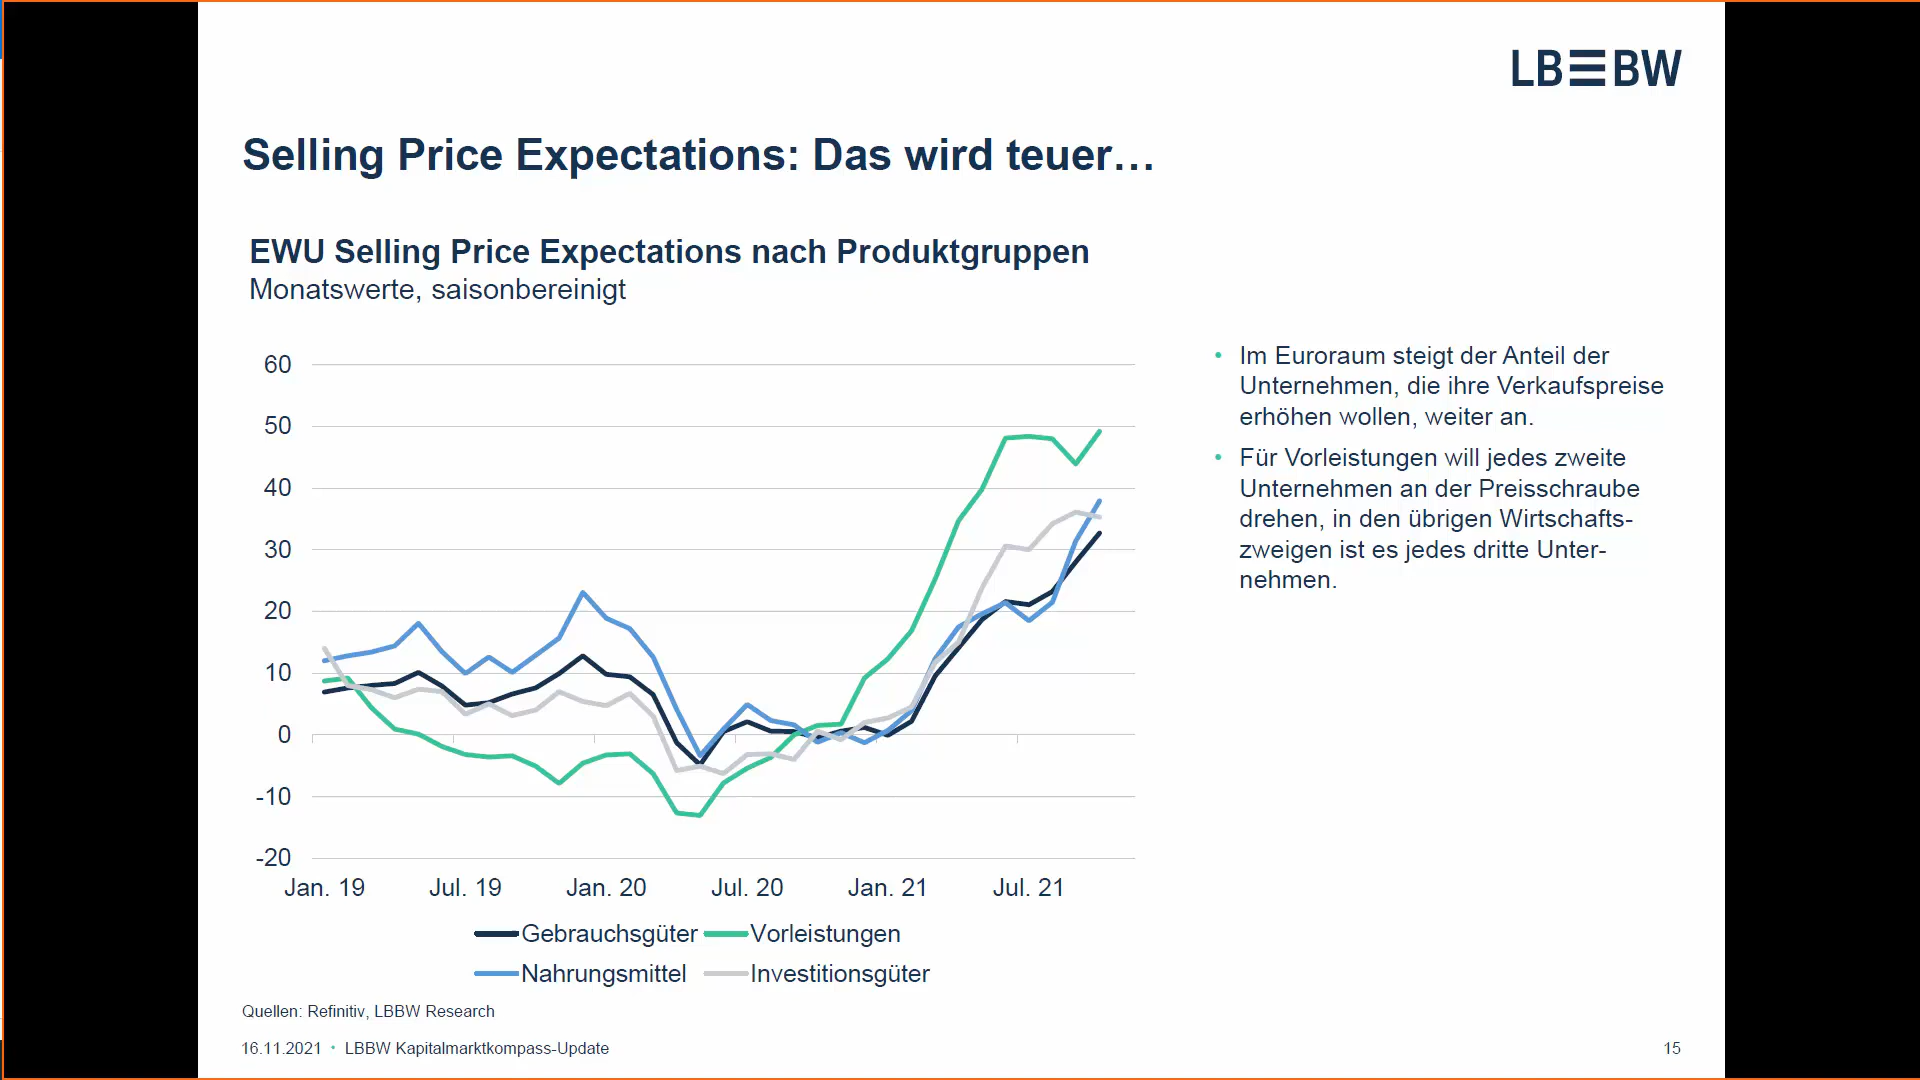 LBBW
Selling Price Expectations: Das wird teuer…
EWU Selling Price Expectations nach Produktgruppen
Monatswerte, saisonbereinigt
60
50
40
30
20
10
0
-10
-20
Jan. 19 Jul. 19 Jan. 20 Jul. 20 Jan. 21 Jul. 21
Gebrauchsgüter Vorleistungen
Nahrungsmittel Investitionsgüter
• Im Euroraum steigt der Anteil der
Unternehmen, die ihre Verkaufspreise
erhöhen wollen, weiter an.
• Für Vorleistungen will jedes zweite
Unternehmen an der Preisschraube
drehen, in den übrigen Wirtschafts-
zweigen ist es jedes dritte Unter-
nehmen.
Quellen: Refinitiv, LBBW Research
16.11.2021 • LBBW Kapitalmarktkompass-Update
15